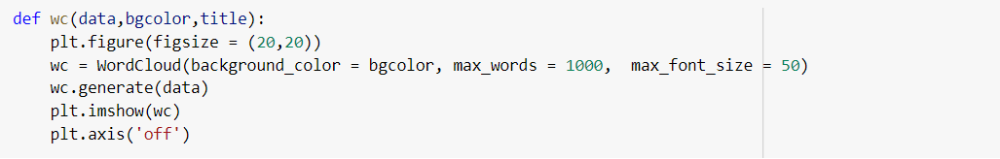 def wc(data,bgcolor,title):
    plt.figure(figsize = (20,20))
    wc = WordCloud(background_color = bgcolor, max_words = 1000,  max_font_size = 50)
    wc.generate(data)
    plt.imshow(wc)
    plt.axis('off')